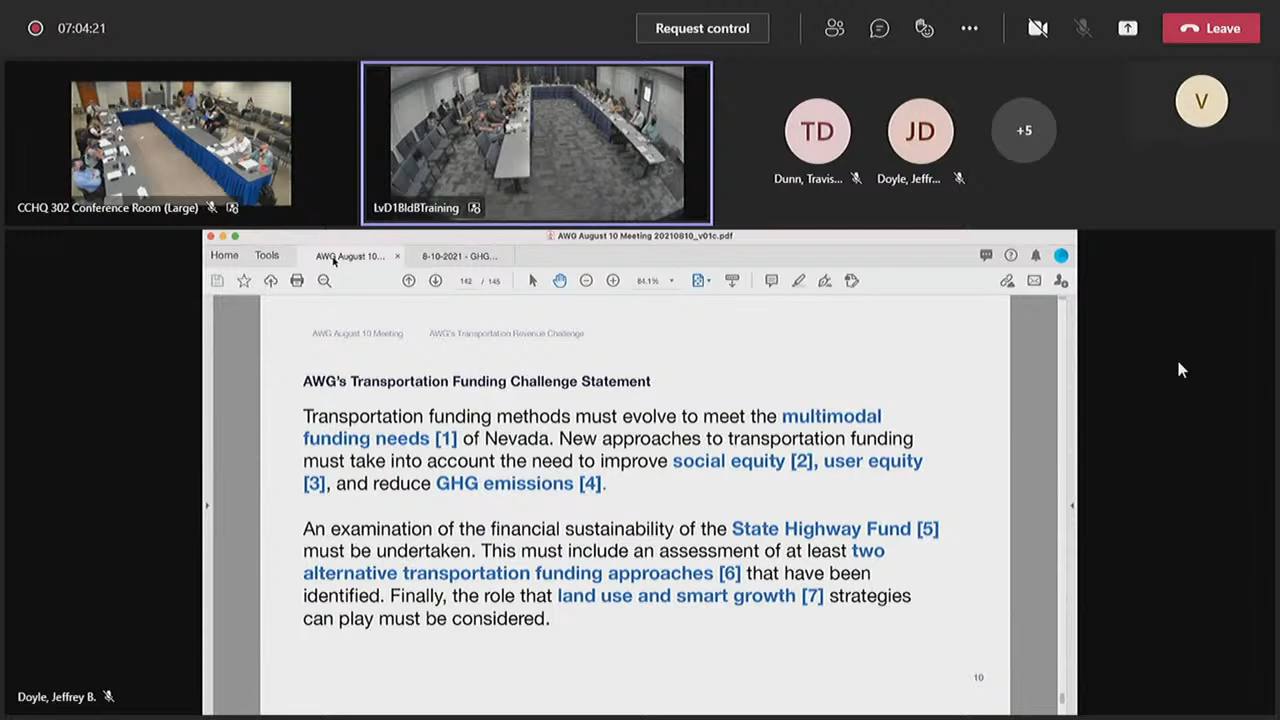 07:04:21
Request control
Leave
CCHQ 302 Conference Room (Large)
LvD1BldBTraining
TD
Dunn, Travis...
JD
Doyle, Jeffr...
+5
V
AWG August 10 Meeting 20210810_v01c.pdf
Home
Tools
AWG August 10...
×
8-10-2021 - GHG...
142 / 145
84.1%
AWG August 10 Meeting
AWG's Transportation Revenue Challenge
AWG's Transportation Funding Challenge Statement
Transportation funding methods must evolve to meet the multimodal
funding needs [1] of Nevada. New approaches to transportation funding
must take into account the need to improve social equity [2], user equity
[3], and reduce GHG emissions [4].
An examination of the financial sustainability of the State Highway Fund [5]
must be undertaken. This must include an assessment of at least two
alternative transportation funding approaches [6] that have been
identified. Finally, the role that land use and smart growth [7] strategies
can play must be considered.
10
Doyle, Jeffrey B.